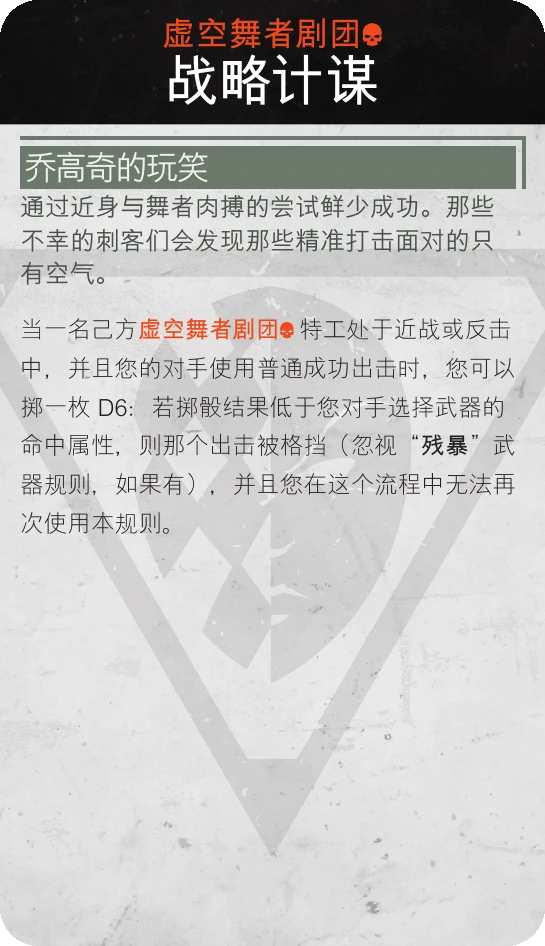 虚空舞者剧团
战略计谋
乔高奇的玩笑
通过近身与舞者肉搏的尝试鲜少成功。那些
不幸的刺客们会发现那些精准打击面对的只
有空气。
当一名己方虚空舞者剧团 特工处于近战或反击
中，并且您的对手使用普通成功出击时，您可以
掷一枚 D6：若掷骰结果低于您对手选择武器的
命中属性，则那个出击被格挡（忽视“残暴”武
器规则，如果有），并且您在这个流程中无法再
次使用本规则。